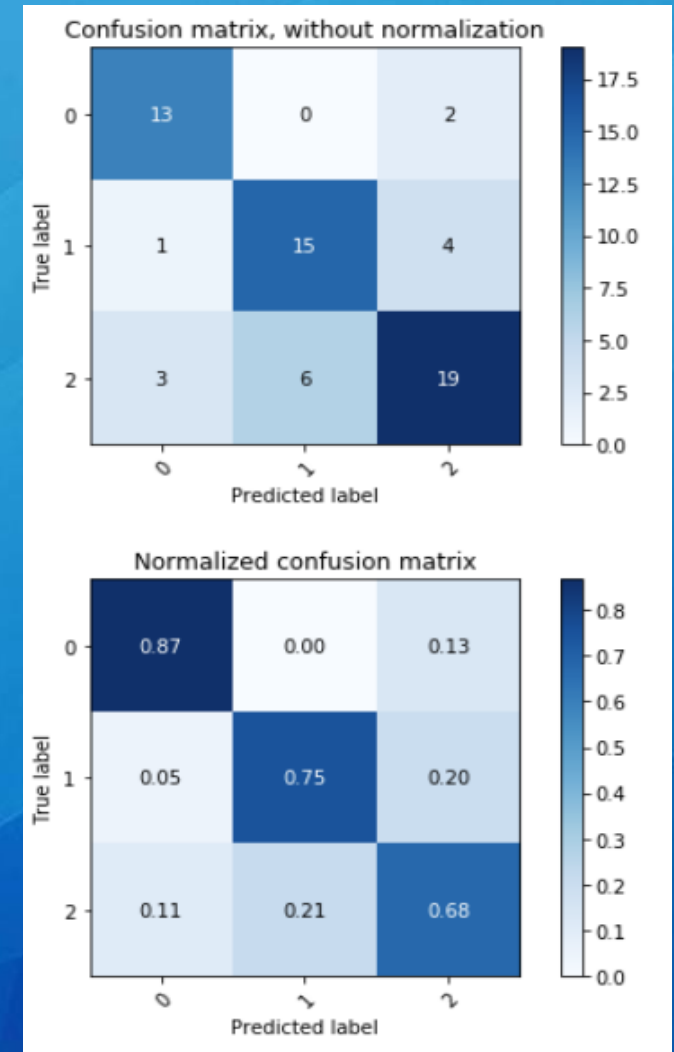 Confusion matrix, without normalization
0 13 0 2 17.5
15.0
12.5
True label 1 1 15 4 10.0
7.5
5.0
2 3 6 19 2.5
0.0
0 1 2
Predicted label
Normalized confusion matrix
0 0.87 0.00 0.13 0.8
0.7
0.6
0.5
True label 1 0.05 0.75 0.20 0.4
0.3
0.2
2 0.11 0.21 0.68 0.1
0.0
0 1 2
Predicted label